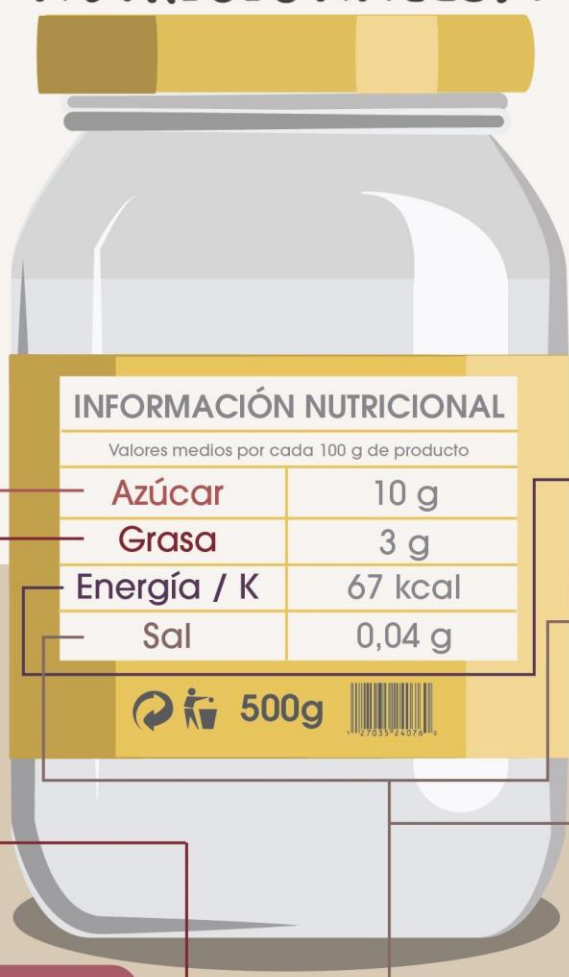 INFORMACIÓN NUTRICIONAL
Valores medios por cada 100 g de producto
Azúcar 10 g
Grasa 3 g
Energía / K 67 kcal
Sal 0,04 g
500g